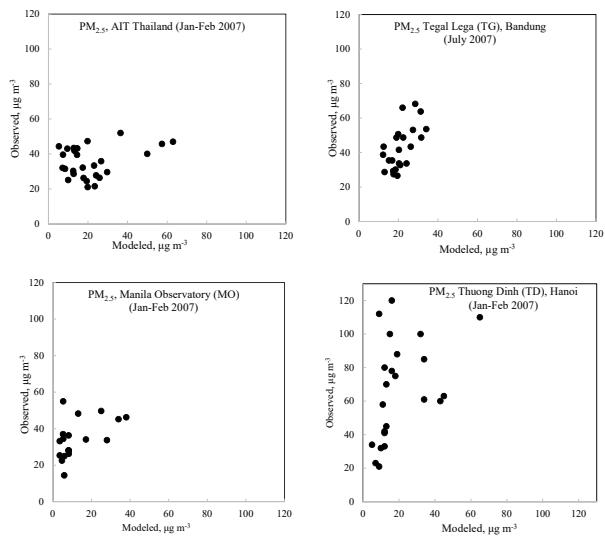 PM2.5, AIT Thailand (Jan-Feb 2007)
Observed, µg m-3
120
100
80
60
40
20
0
0 20 40 60 80 100 120
Modeled, µg m-3
PM2.5 Tegal Lega (TG), Bandung
(July 2007)
Observed, µg m-3
120
100
80
60
40
20
0
0 20 40 60 80 100 120
Modeled, µg m-3
PM2.5, Manila Observatory (MO)
(Jan-Feb 2007)
Observed, µg m-3
120
100
80
60
40
20
0
0 20 40 60 80 100 120
Modeled, µg m-3
PM2.5 Thuong Dinh (TD), Hanoi
(Jan-Feb 2007)
Observed, µg m-3
120
100
80
60
40
20
0
0 20 40 60 80 100 120
Modeled, µg m-3